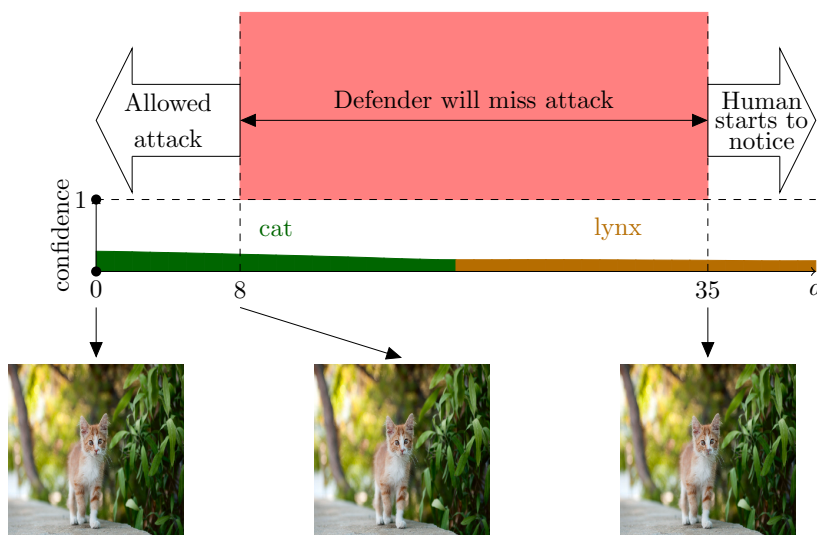 Allowed
attack
Defender will miss attack
Human
starts to
notice
confidence
1
cat
lynx
0
8
35